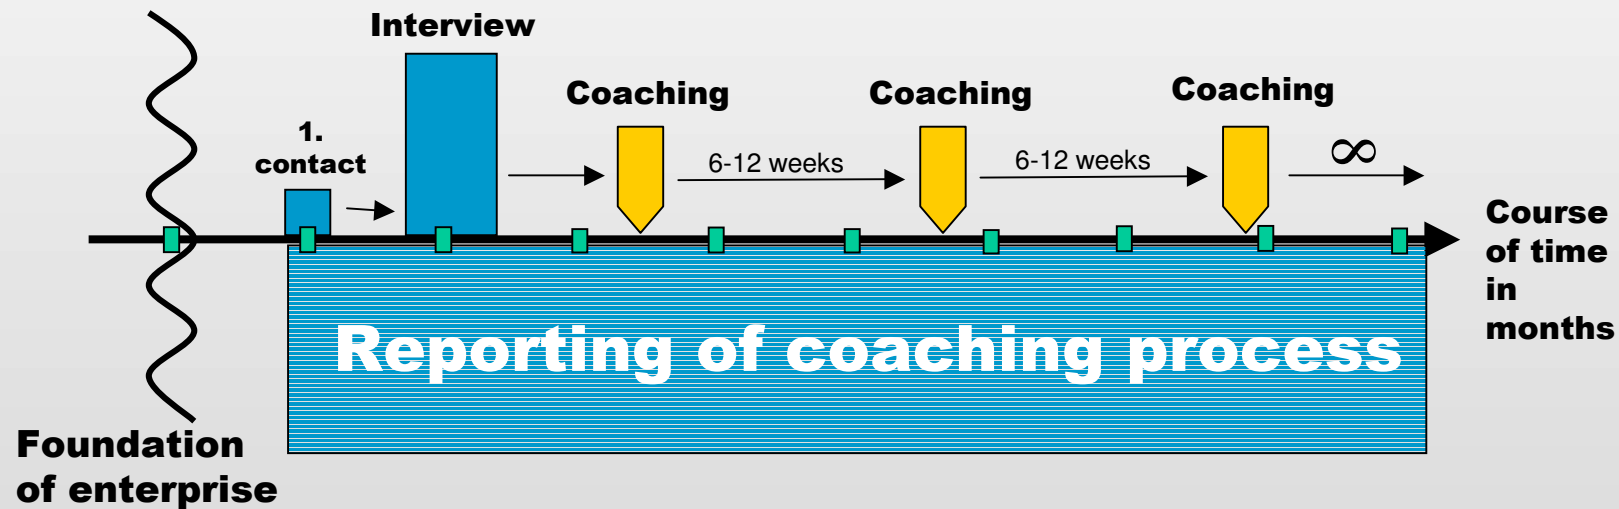 Interview
Coaching
Coaching
Coaching
1.
contact
6-12 weeks
6-12 weeks
∞
Course
of time
in
months
Reporting of coaching process
Foundation
of enterprise